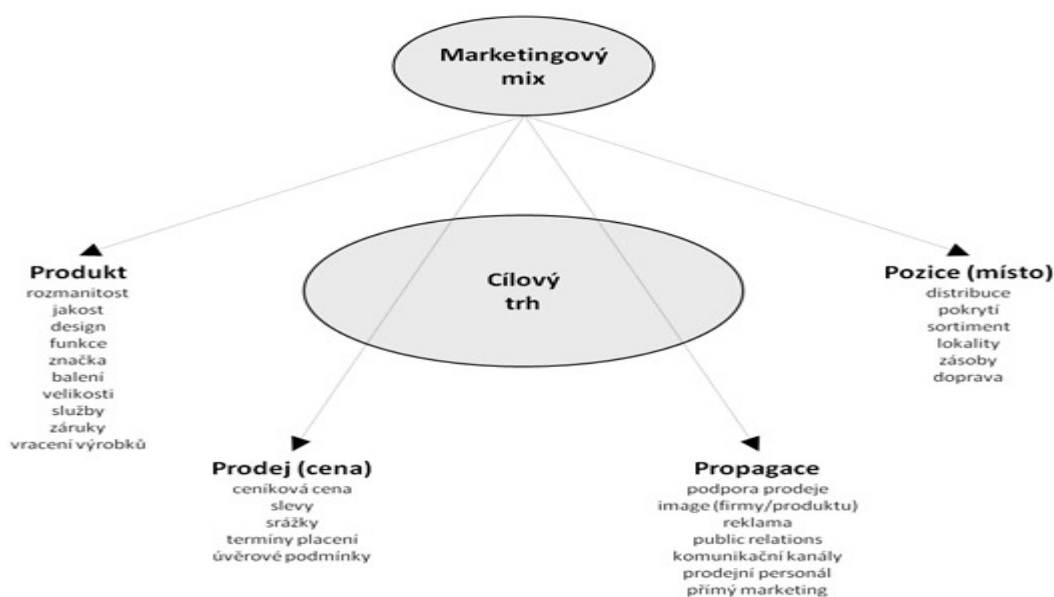 Marketingový
mix
Cílový
trh
Produkt
rozmanitost
jakost
design
funkce
značka
balení
velikosti
služby
záruky
vracení výrobků
Prodej (cena)
ceníková cena
slevy
srážky
termíny placení
úvěrové podmínky
Propagace
podpora prodeje
image (firmy/produktu)
reklama
public relations
komunikační kanály
prodejní personál
přímý marketing
Pozice (místo)
distribuce
pokrytí
sortiment
lokality
zásoby
doprava